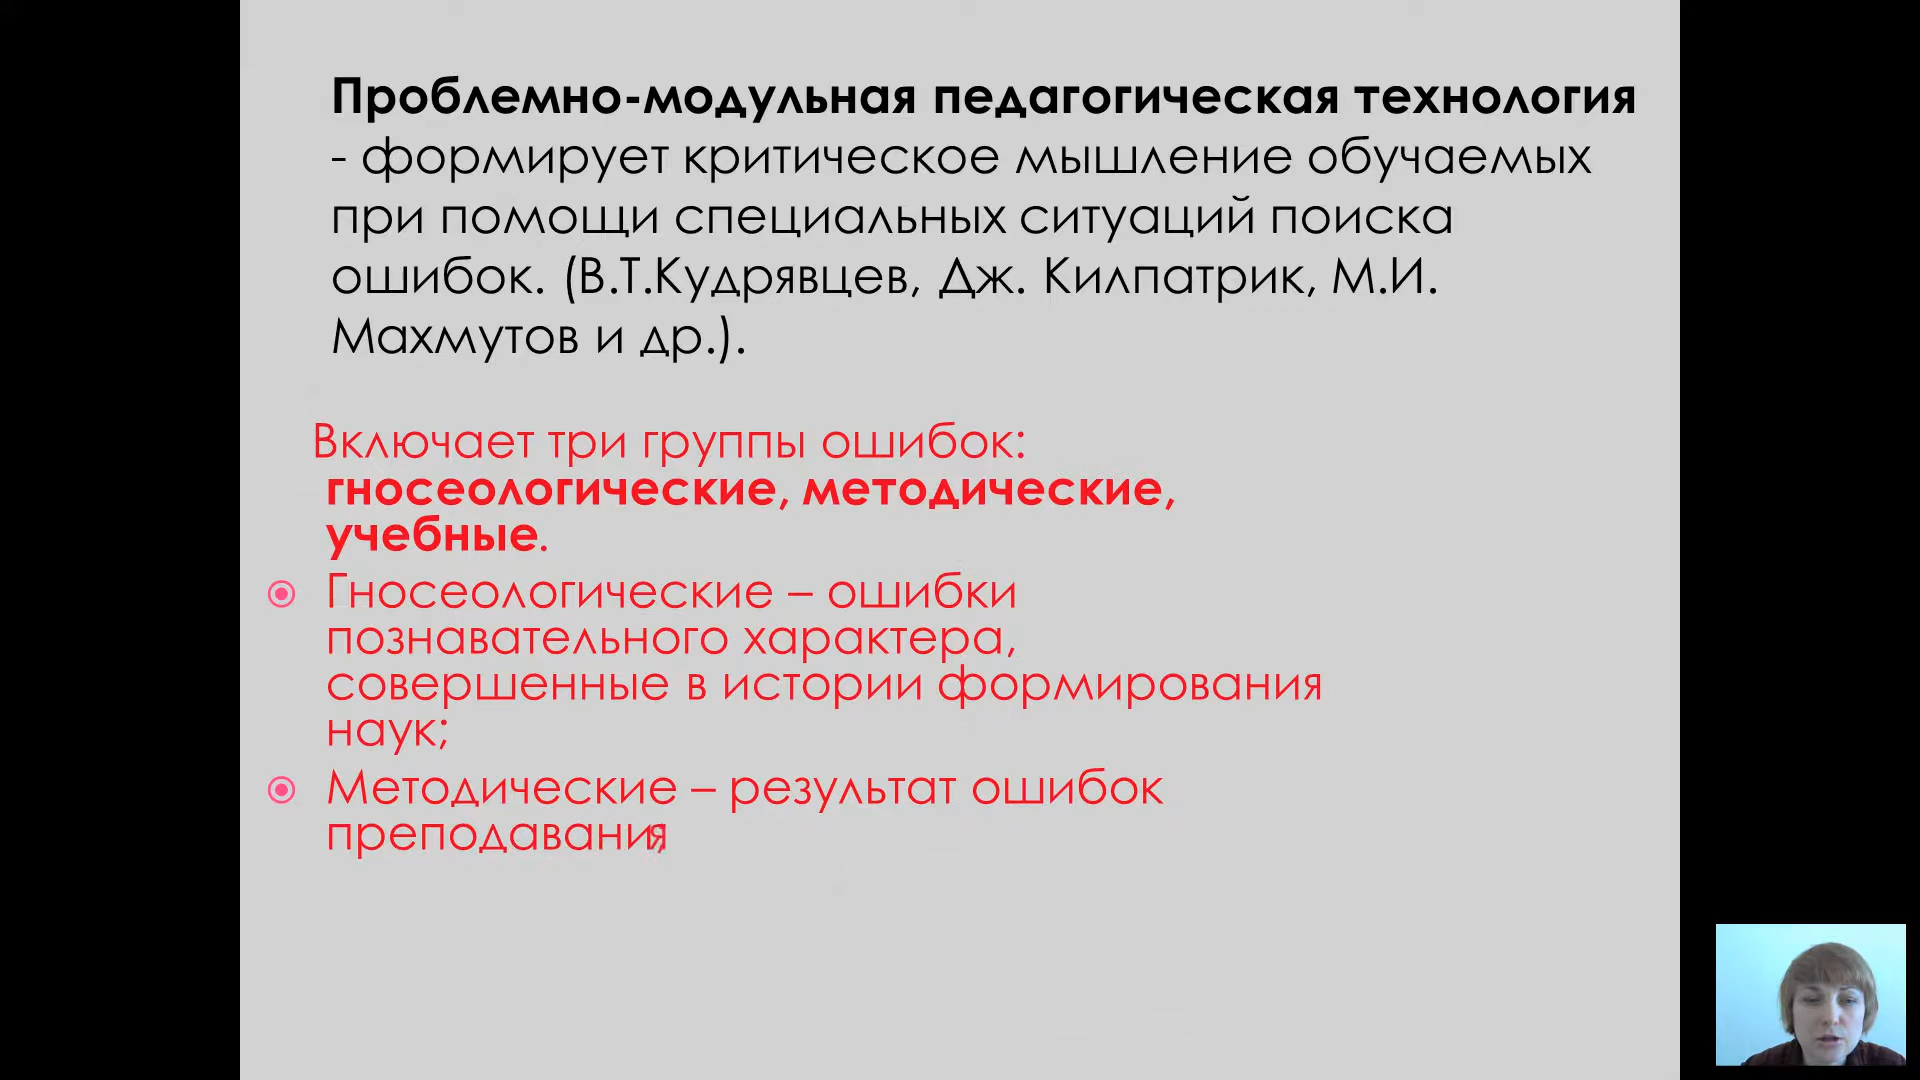 Проблемно-модульная педагогическая технология
- формирует критическое мышление обучаемых
при помощи специальных ситуаций поиска
ошибок. (В.Т.Кудрявцев, Дж. Килпатрик, М.И.
Махмутов и др.).
Включает три группы ошибок:
гносеологические, методические,
учебные.
Гносеологические – ошибки
познавательного характера,
совершенные в истории формирования
наук;
Методические – результат ошибок
преподавания;